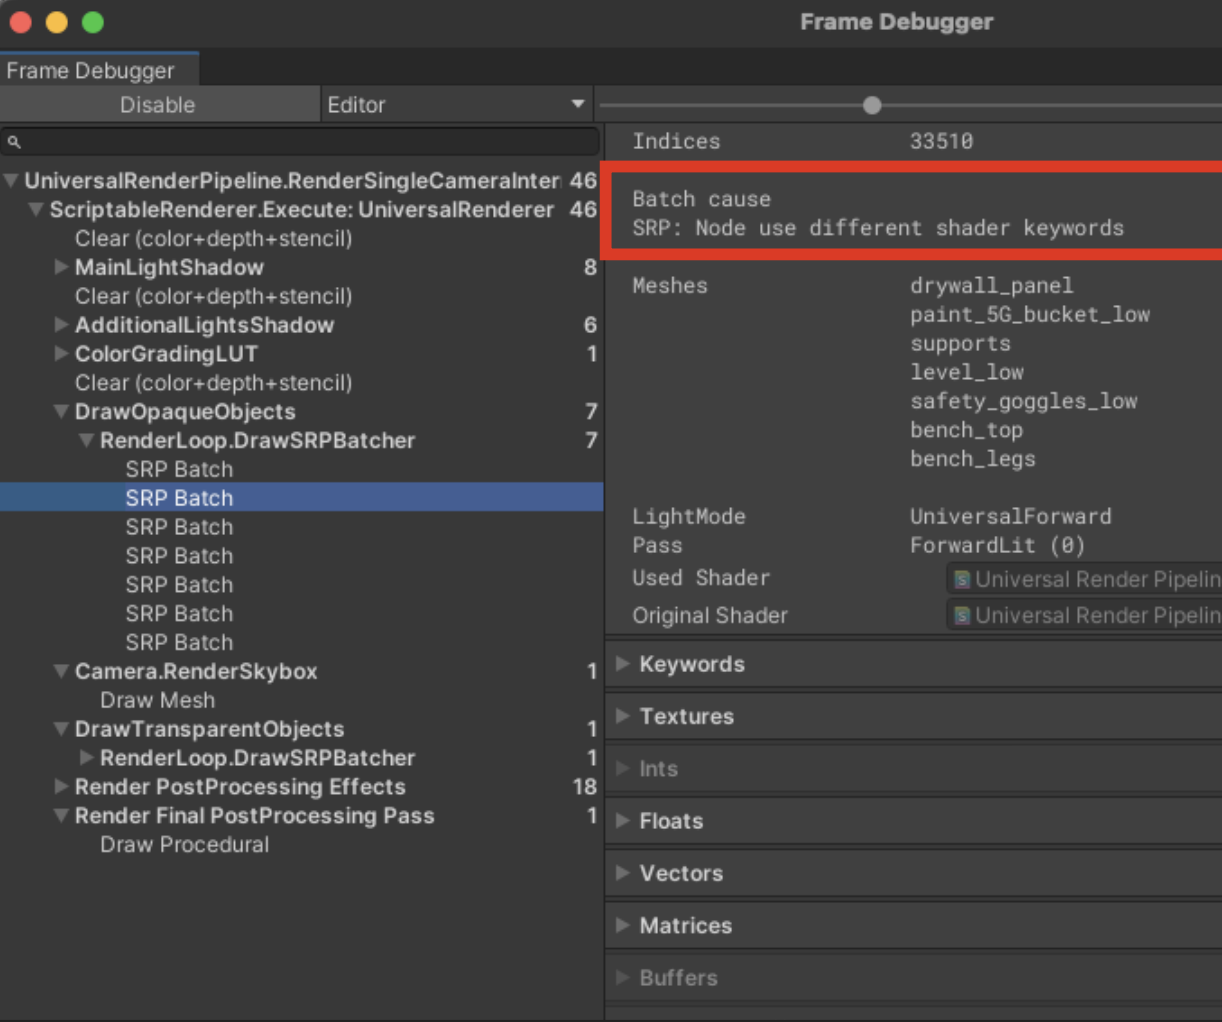 Frame Debugger
Frame Debugger
Disable
Editor
UniversalRenderPipeline.RenderSingleCameraInter 46
ScriptableRenderer.Execute: UniversalRenderer 46
Clear (color+depth+stencil)
MainLightShadow 8
Clear (color+depth+stencil)
AdditionalLightsShadow 6
ColorGradingLUT 1
Clear (color+depth+stencil)
DrawOpaqueObjects 7
RenderLoop.DrawSRPBatcher 7
SRP Batch
SRP Batch
SRP Batch
SRP Batch
SRP Batch
SRP Batch
SRP Batch
Camera.RenderSkybox 1
Draw Mesh
DrawTransparentObjects 1
RenderLoop.DrawSRPBatcher 1
Render PostProcessing Effects 18
Render Final PostProcessing Pass 1
Draw Procedural
Indices 33510
Batch cause
SRP: Node use different shader keywords
Meshes drywall_panel
paint_5G_bucket_low
supports
level_low
safety_goggles_low
bench_top
bench_legs
LightMode UniversalForward
Pass ForwardLit (0)
Used Shader Universal Render Pipelin
Original Shader Universal Render Pipelin
Keywords
Textures
Ints
Floats
Vectors
Matrices
Buffers